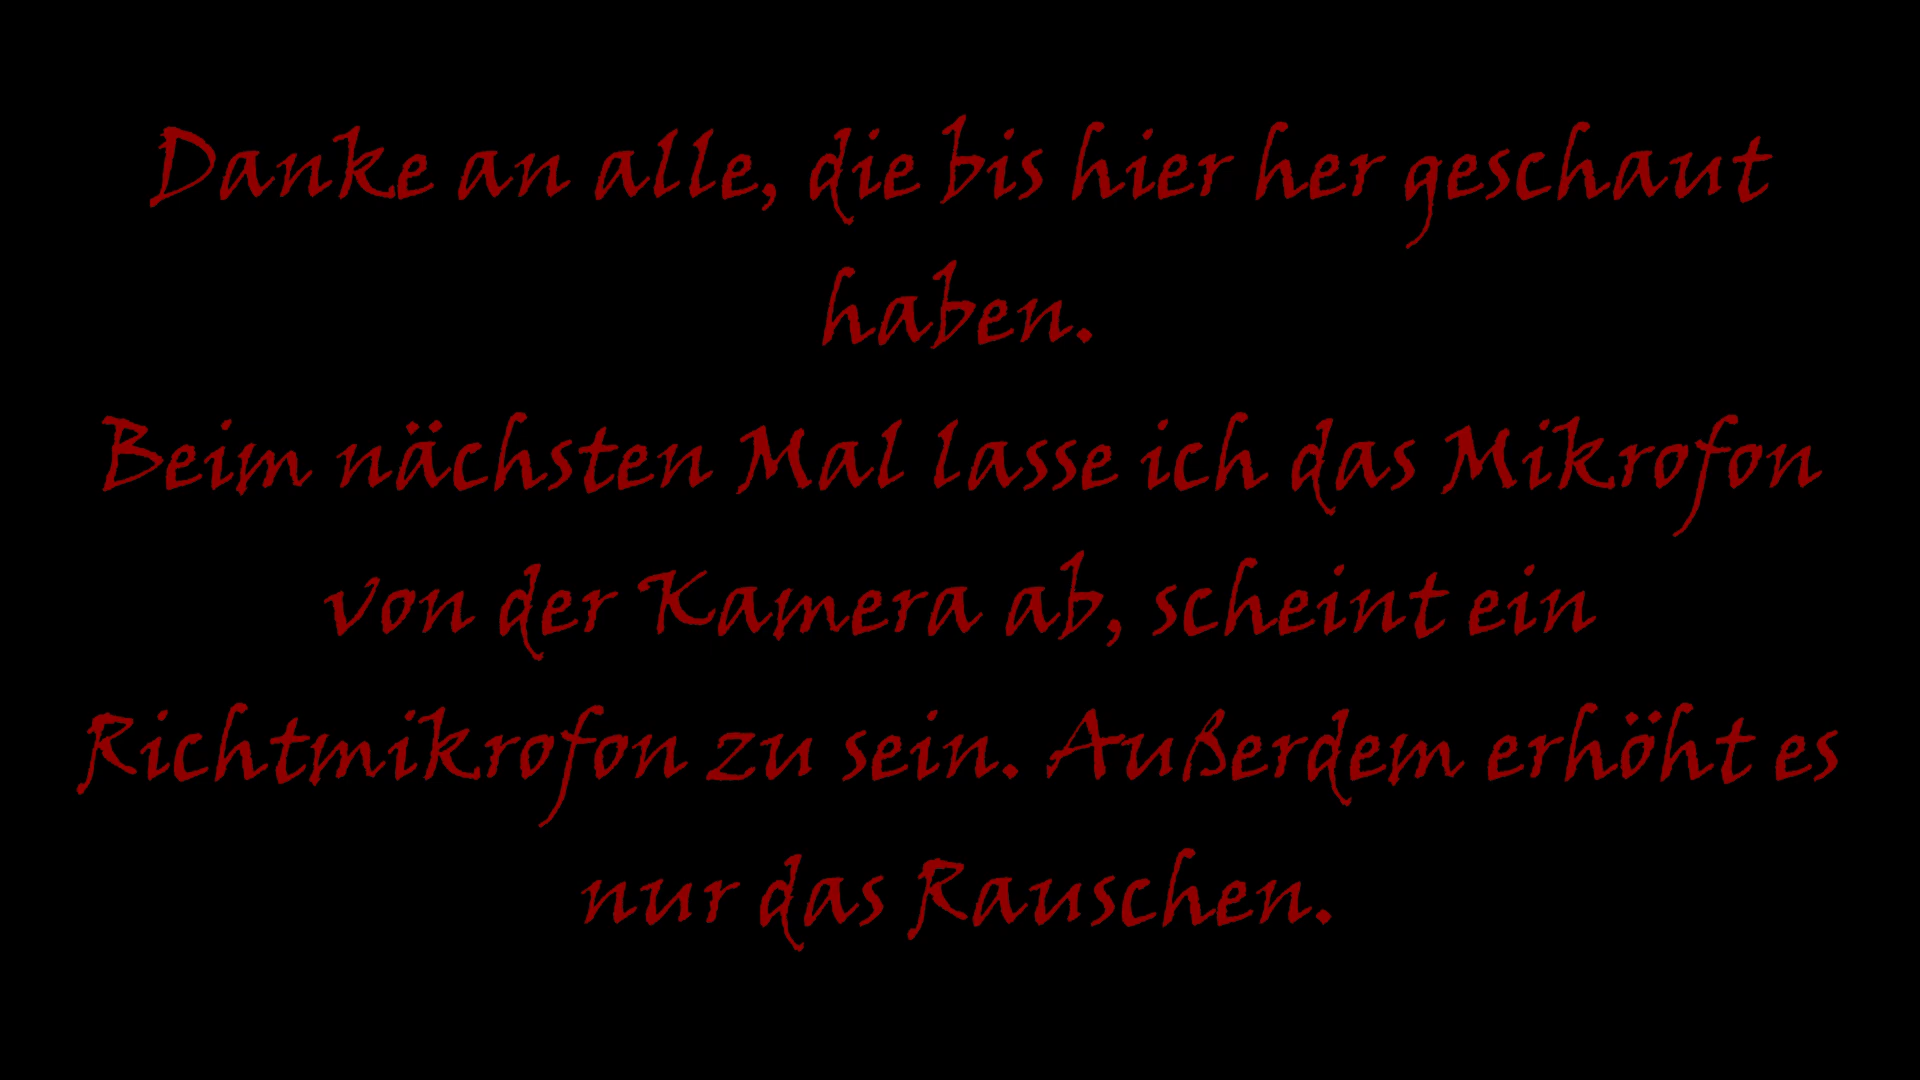 Danke an alle, die bis hier her geschaut
haben.
Beim nächsten Mal lasse ich das Mikrofon
von der Kamera ab, scheint ein
Richtmikrofon zu sein. Außerdem erhöht es
nur das Rauschen.